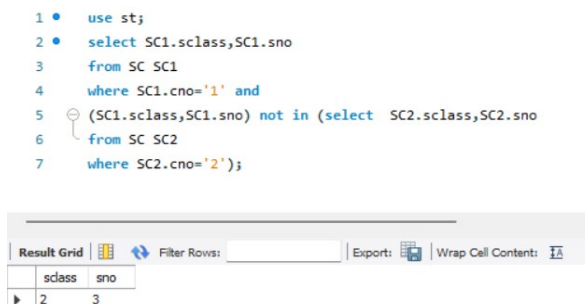 1 use st;
2 select SC1.sclass,SC1.sno
3 from SC SC1
4 where SC1.cno='1' and
5 (SC1.sclass,SC1.sno) not in (select  SC2.sclass,SC2.sno
6 from SC SC2
7 where SC2.cno='2');
Result Grid Filter Rows: Export: Wrap Cell Content: IA
sclass sno
2 3